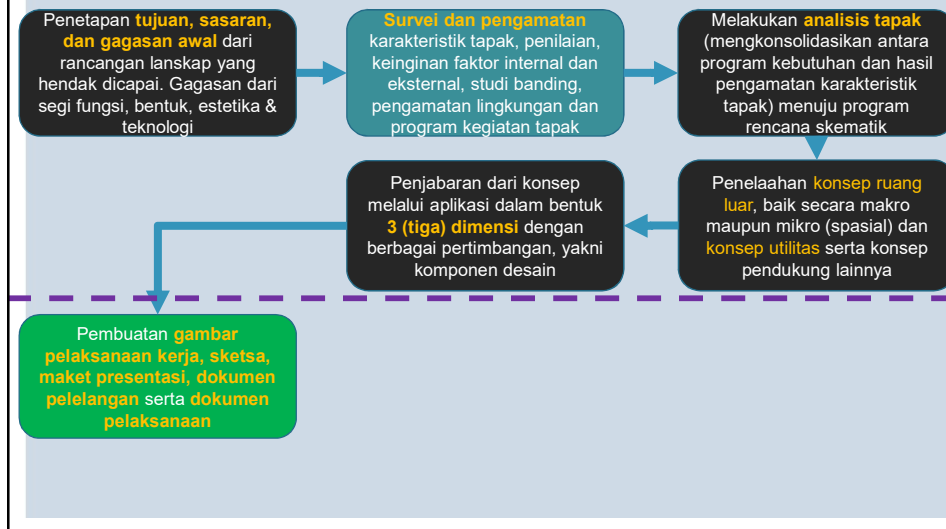 Penetapan tujuan, sasaran,
dan gagasan awal dari
rancangan lanskap yang
hendak dicapai. Gagasan dari
segi fungsi, bentuk, estetika &
teknologi
Survei dan pengamatan
karakteristik tapak, penilaian,
keinginan faktor internal dan
eksternal, studi banding,
pengamatan lingkungan dan
program kegiatan tapak
Melakukan analisis tapak
(mengkonsolidasikan antara
program kebutuhan dan hasil
pengamatan karakteristik
tapak) menuju program
rencana skematik
Penelaahan konsep ruang
luar, baik secara makro
maupun mikro (spasial) dan
konsep utilitas serta konsep
pendukung lainnya
Penjabaran dari konsep
melalui aplikasi dalam bentuk
3 (tiga) dimensi dengan
berbagai pertimbangan, yakni
komponen desain
Pembuatan gambar
pelaksanaan kerja, sketsa,
maket presentasi, dokumen
pelelangan serta dokumen
pelaksanaan